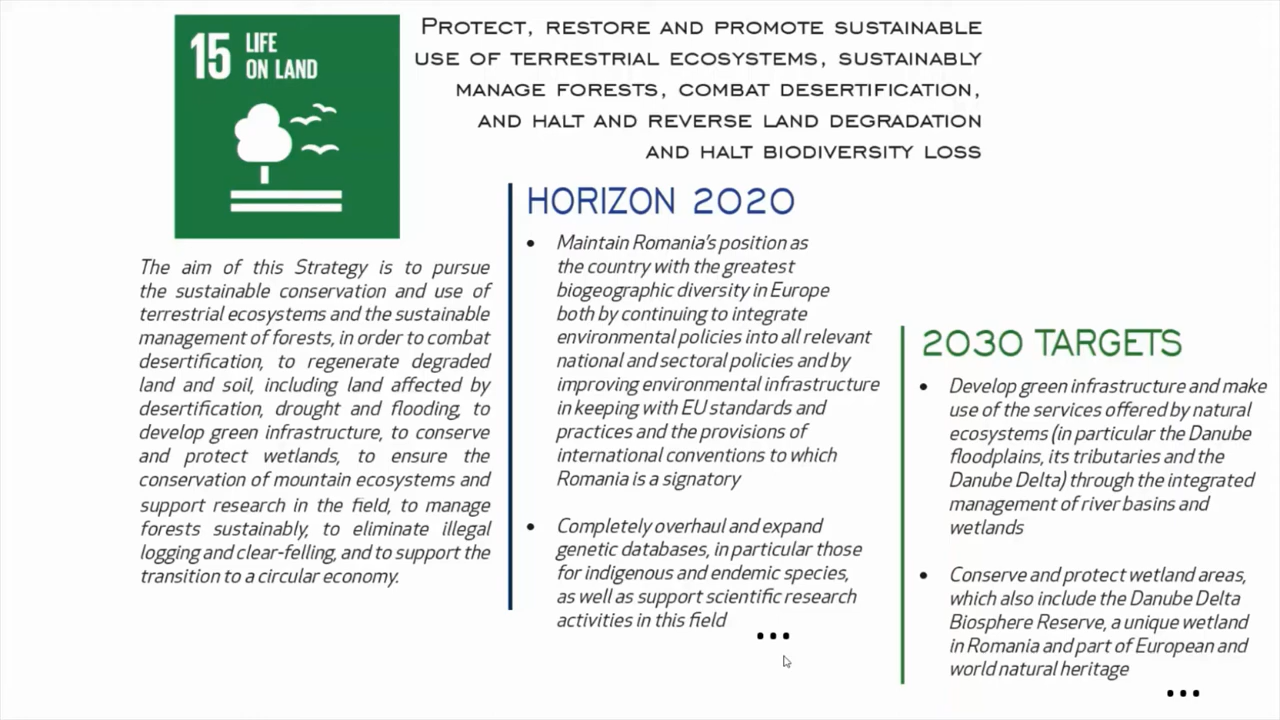 15 LIFE
ON LAND
PROTECT, RESTORE AND PROMOTE SUSTAINABLE
USE OF TERRESTRIAL ECOSYSTEMS, SUSTAINABLY
MANAGE FORESTS, COMBAT DESERTIFICATION,
AND HALT AND REVERSE LAND DEGRADATION
AND HALT BIODIVERSITY LOSS
The aim of this Strategy is to pursue
the sustainable conservation and use of
terrestrial ecosystems and the sustainable
management of forests, in order to combat
desertification, to regenerate degraded
land and soil, including land affected by
desertification, drought and flooding, to
develop green infrastructure, to conserve
and protect wetlands, to ensure the
conservation of mountain ecosystems and
support research in the field, to manage
forests sustainably, to eliminate illegal
logging and clear-felling, and to support the
transition to a circular economy.
HORIZON 2020
• Maintain Romania's position as
the country with the greatest
biogeographic diversity in Europe
both by continuing to integrate
environmental policies into all relevant
national and sectoral policies and by
improving environmental infrastructure
in keeping with EU standards and
practices and the provisions of
international conventions to which
Romania is a signatory
• Completely overhaul and expand
genetic databases, in particular those
for indigenous and endemic species,
as well as support scientific research
activities in this field
...
2030 TARGETS
• Develop green infrastructure and make
use of the services offered by natural
ecosystems (in particular the Danube
floodplains, its tributaries and the
Danube Delta) through the integrated
management of river basins and
wetlands
• Conserve and protect wetland areas,
which also include the Danube Delta
Biosphere Reserve, a unique wetland
in Romania and part of European and
world natural heritage
...